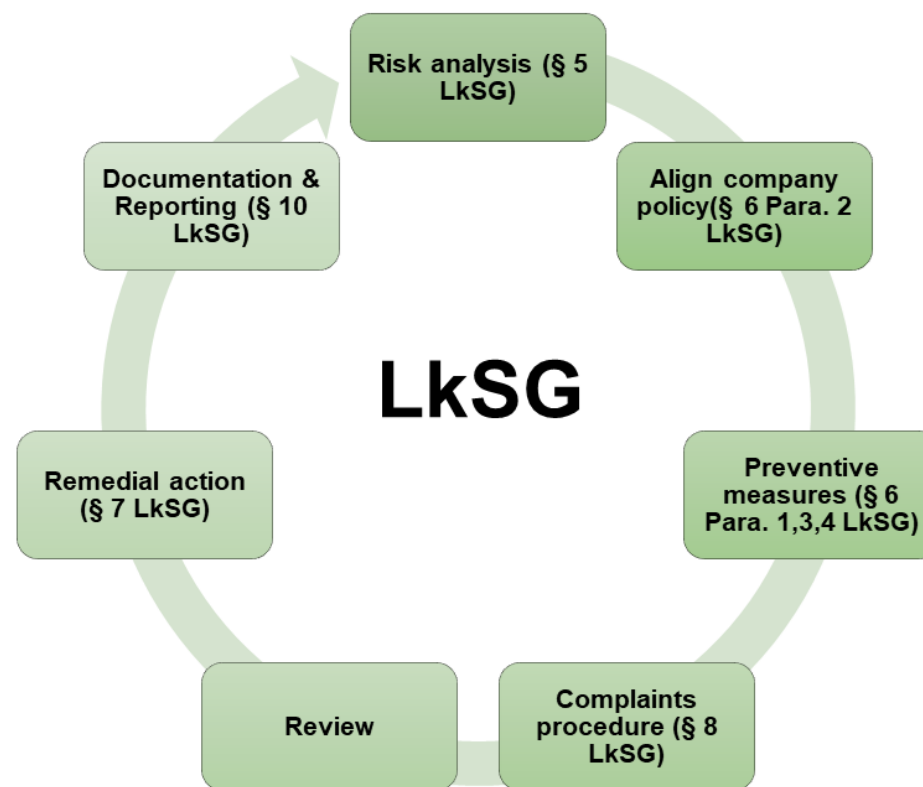 Risk analysis (§ 5
LkSG)
Align company
policy(§ 6 Para. 2
LkSG)
Preventive
measures (§ 6
Para. 1,3,4 LkSG)
Complaints
procedure (§ 8
LkSG)
Review
Remedial action
(§ 7 LkSG)
Documentation &
Reporting (§ 10
LkSG)
LkSG